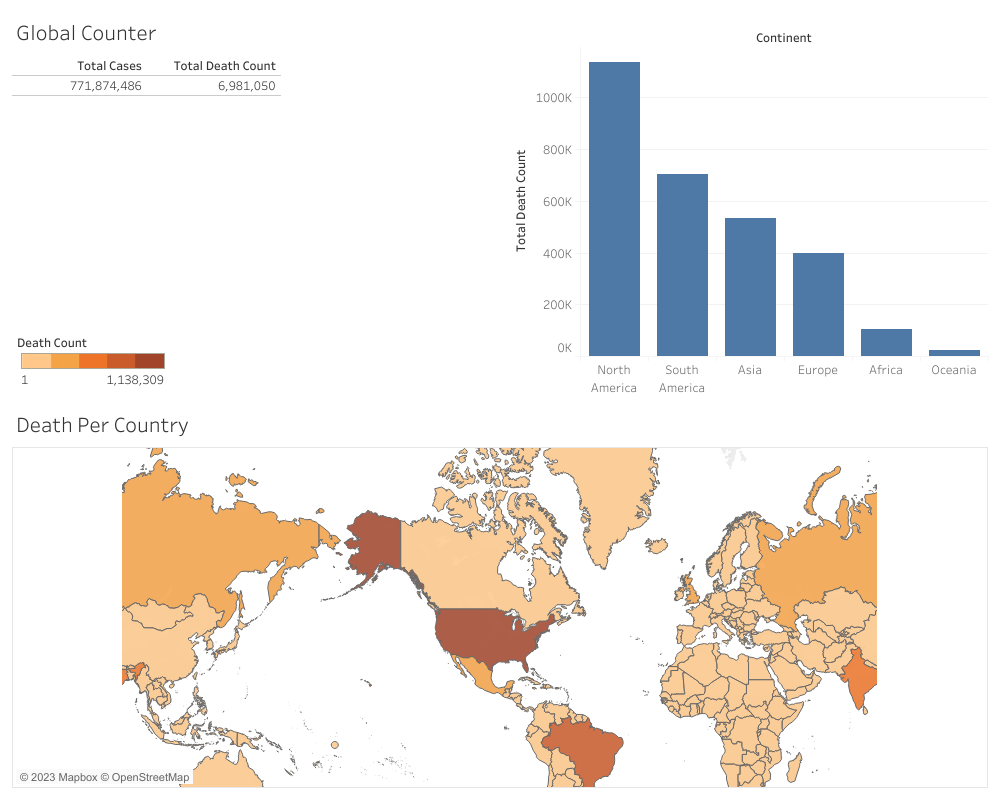 Global Counter
Total Cases Total Death Count
771,874,486 6,981,050
Continent
Total Death Count
1000K
800K
600K
400K
200K
0K
North America
South America
Asia
Europe
Africa
Oceania
Death Count
1 1,138,309
Death Per Country
© 2023 Mapbox © OpenStreetMap